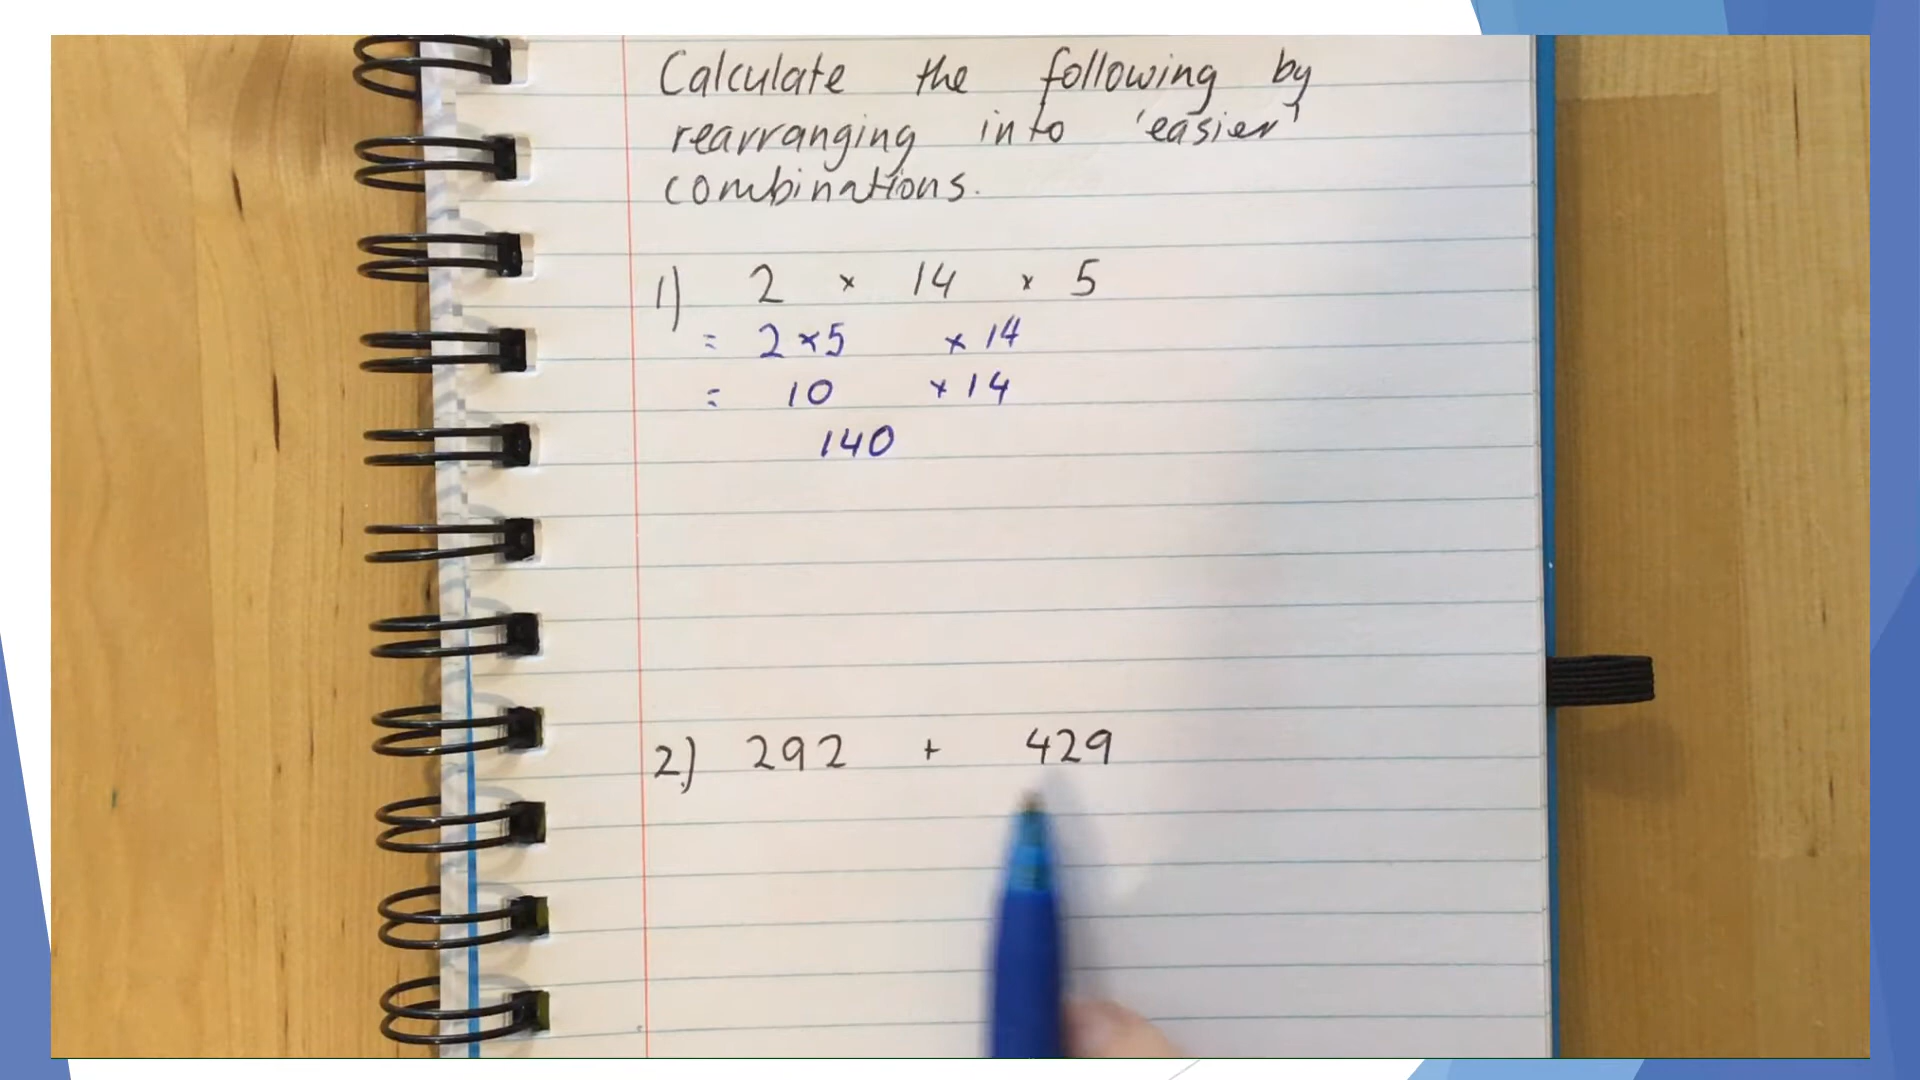 Calculate the following by
rearranging into 'easier'
combinations.
1) 2 × 14 × 5
= 2 × 5 × 14
= 10 × 14
140
2) 292 + 429